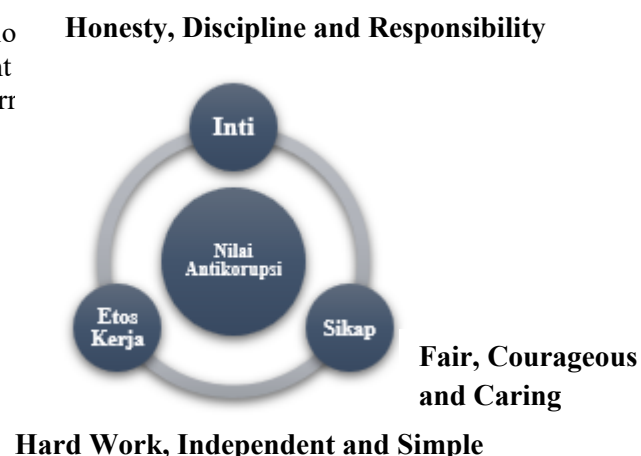 Honesty, Discipline and Responsibility
Inti
Nilai
Antikorupsi
Etos
Kerja
Sikap
Fair, Courageous
and Caring
Hard Work, Independent and Simple